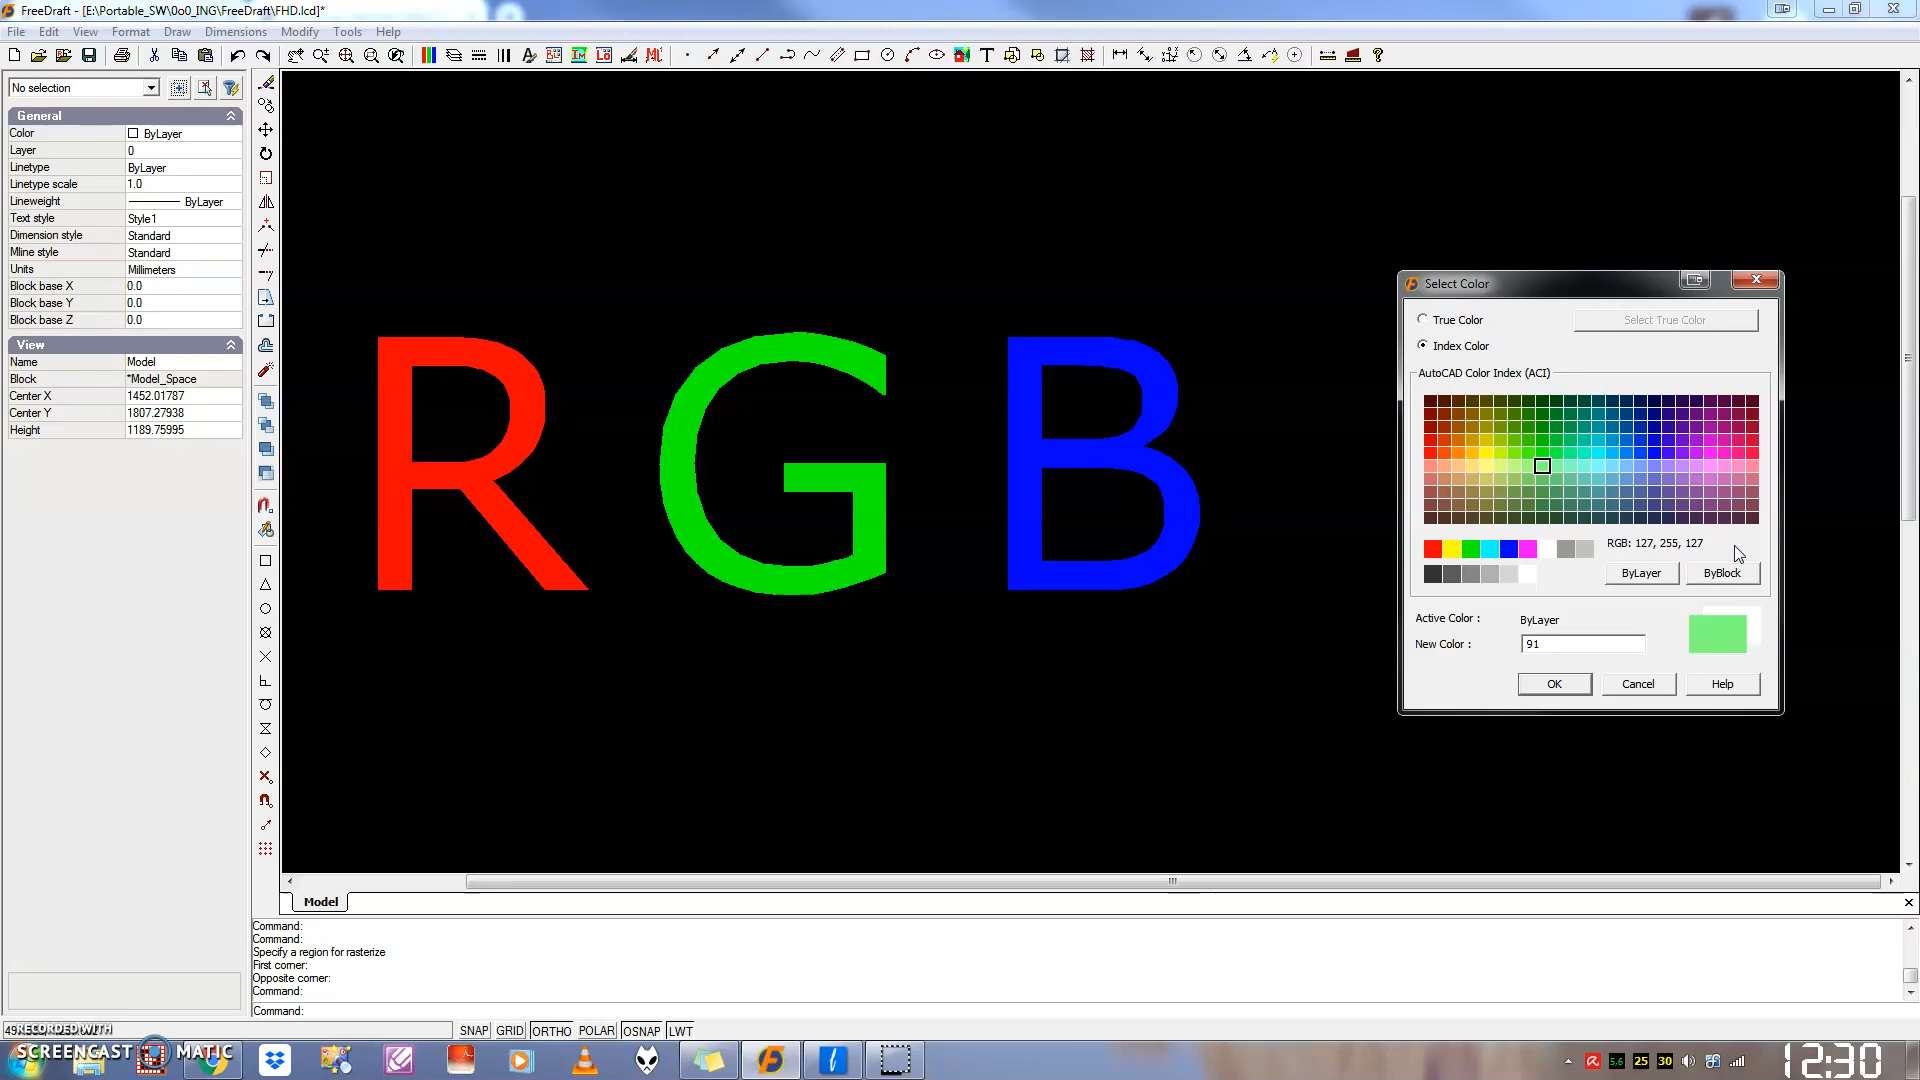 FreeDraft - [E:\Portable_SW\0o0_ING\FreeDraft\FHD.lcd]*
File Edit View Format Draw Dimensions Modify Tools Help
No selection
General
Color ByLayer
Layer 0
Linetype ByLayer
Linetype scale 1.0
Lineweight ByLayer
Text style Style1
Dimension style Standard
Mline style Standard
Units Millimeters
Block base X 0.0
Block base Y 0.0
Block base Z 0.0
View
Name Model
Block *Model_Space
Center X 1452.01787
Center Y 1807.27938
Height 1189.75995
R G B
Select Color
True Color Select True Color
Index Color
AutoCAD Color Index (ACI)
RGB: 127, 255, 127
ByLayer ByBlock
Active Color : ByLayer
New Color : 91
OK Cancel Help
Model
Command:
Command:
Specify a region for rasterize
First corner:
Opposite corner:
Command:
Command:
SNAP GRID ORTHO POLAR OSNAP LWT
RECORDED WITH
SCREENCAST MATIC
5.6 25 30 12:30